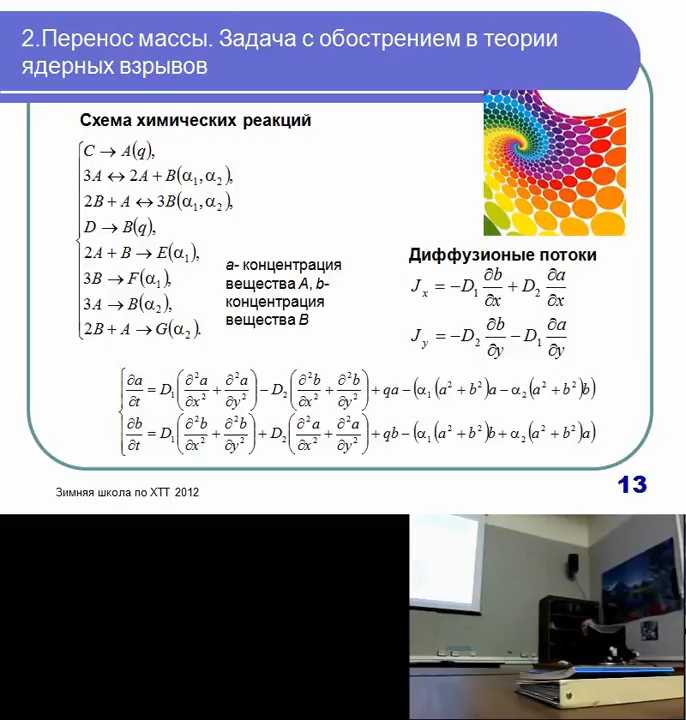 2.Перенос массы. Задача с обострением в теории
ядерных взрывов
Схема химических реакций
C → A(q),
3A ↔ 2A + B(α₁, α₂),
2B + A ↔ 3B(α₁, α₂),
D → B(q),
2A + B → E(α₁),
3B → F(α₁),
3A → B(α₂),
2B + A → G(α₂).
a- концентрация
вещества A, b-
концентрация
вещества B
Диффузионые потоки
Jₓ = −D₁ ∂b/∂x + D₂ ∂a/∂x
J_y = −D₂ ∂b/∂y − D₁ ∂a/∂y
∂a/∂t = D₁(∂²a/∂x² + ∂²a/∂y²) − D₂(∂²b/∂x² + ∂²b/∂y²) + qa − (α₁(a² + b²)a − α₂(a² + b²)b)
∂b/∂t = D₁(∂²b/∂x² + ∂²b/∂y²) + D₂(∂²a/∂x² + ∂²a/∂y²) + qb − (α₁(a² + b²)b + α₂(a² + b²)a)
Зимняя школа по ХТТ 2012
13